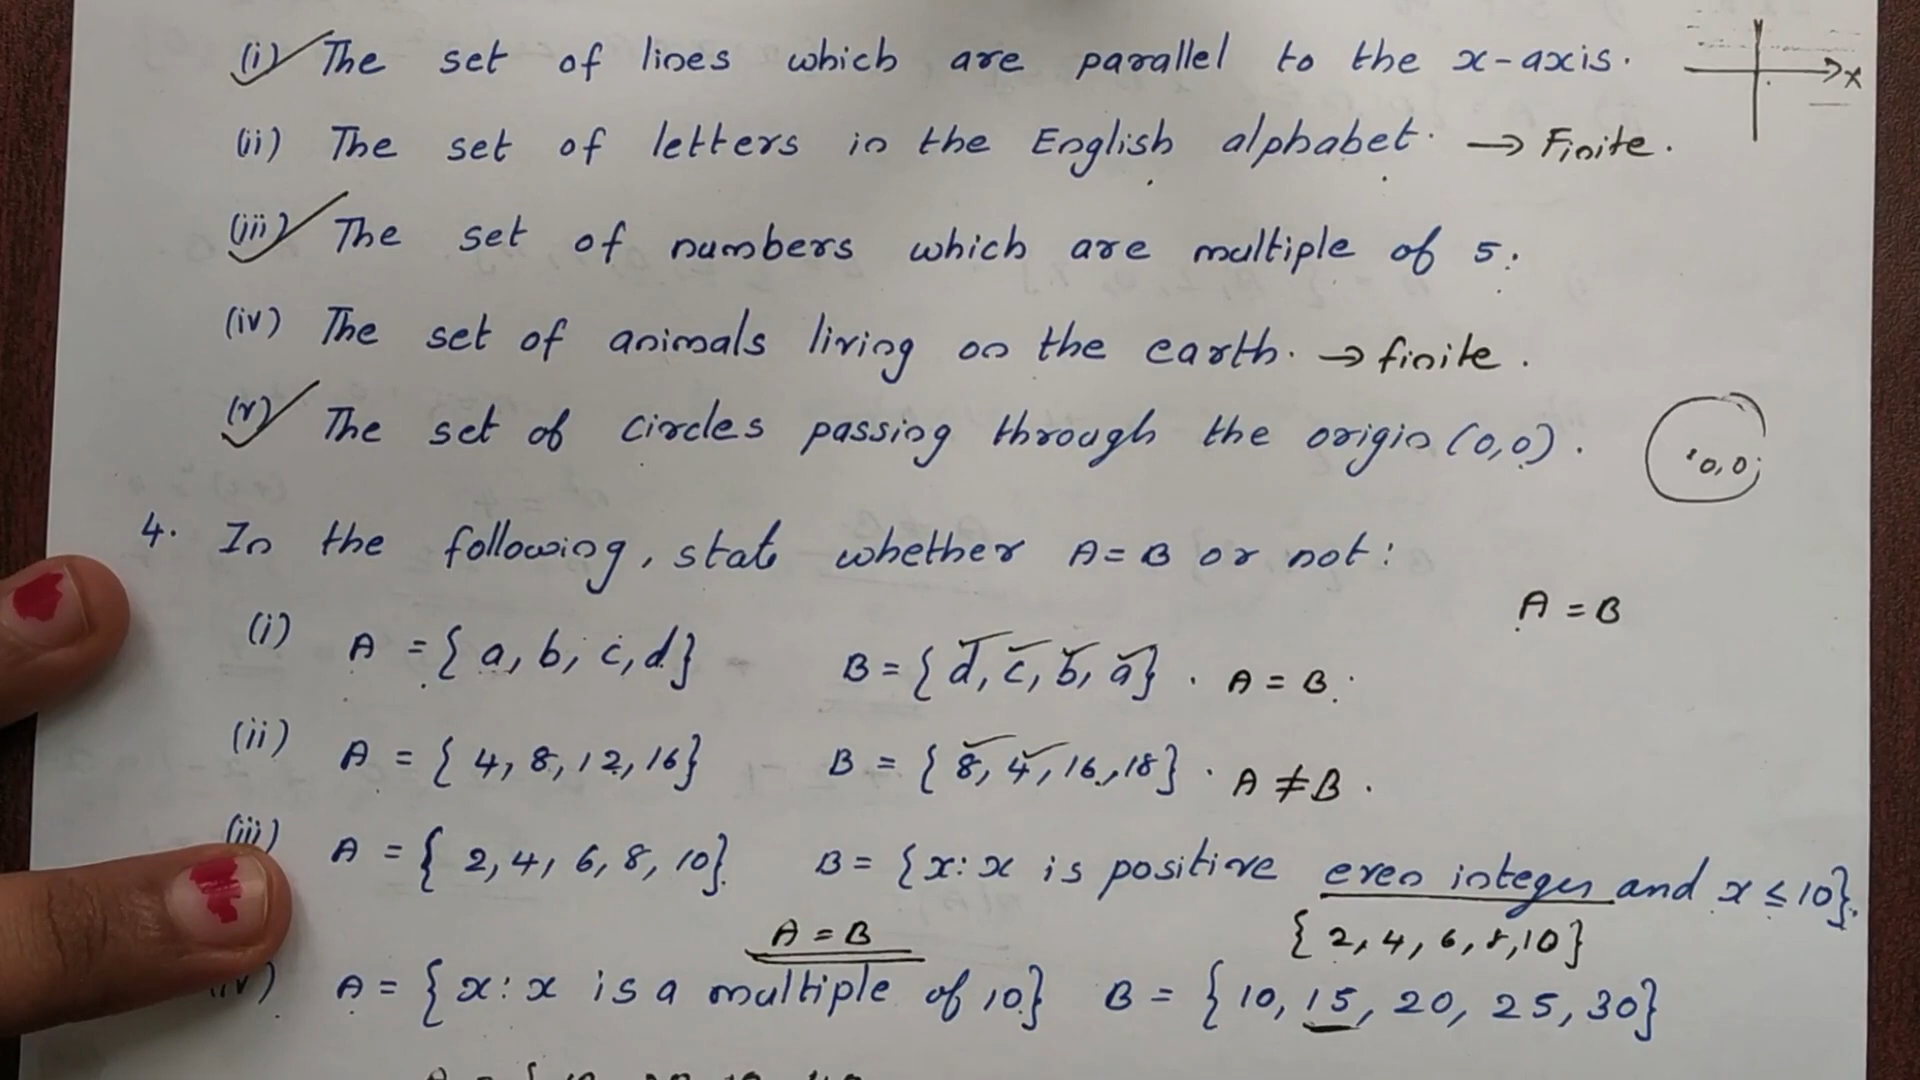 (i) The set of lines which are parallel to the x-axis.
x
(ii) The set of letters in the English alphabet. → Finite.
(iii) The set of numbers which are multiple of 5.
(iv) The set of animals living on the earth. → finite.
(v) The set of circles passing through the origin (0,0).
0,0
4. In the following, state whether A = B or not:
A = B
(i) A = { a, b, c, d } B = { d, c, b, a } . A = B.
(ii) A = { 4, 8, 12, 16 } B = { 8, 4, 16, 18 } . A ≠ B .
(iii) A = { 2, 4, 6, 8, 10 } B = { x : x is positive even integer and x ≤ 10 }.
A = B { 2, 4, 6, 8, 10 }
(iv) A = { x : x is a multiple of 10 } B = { 10, 15, 20, 25, 30 }